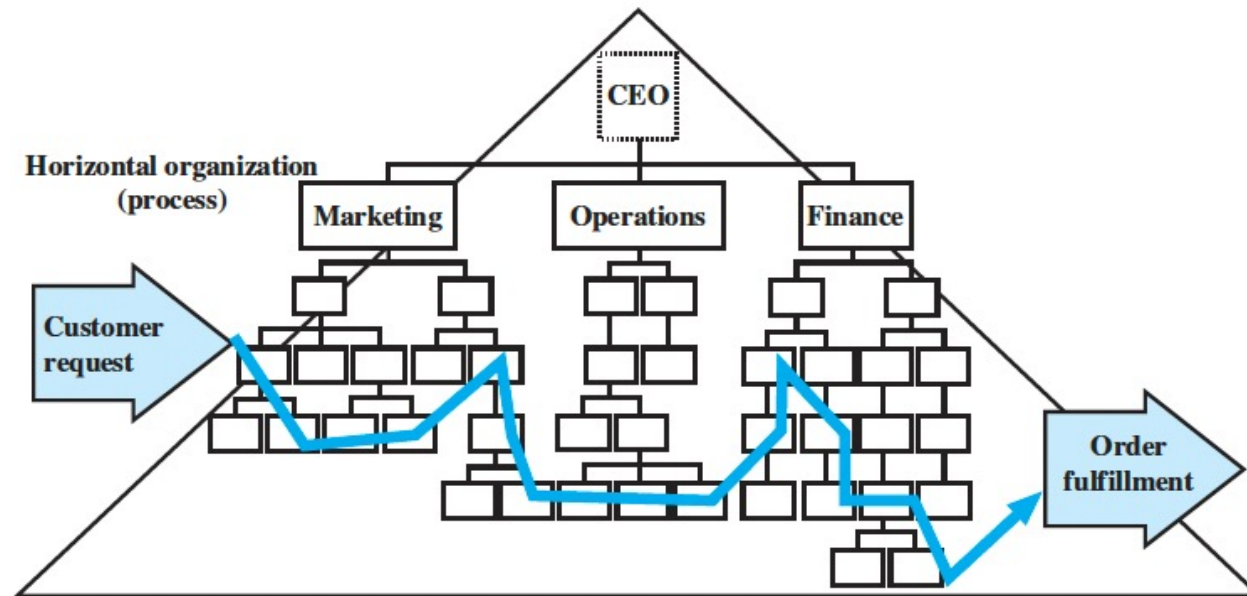 CEO
Horizontal organization
(process)
Marketing
Operations
Finance
Customer
request
Order
fulfillment